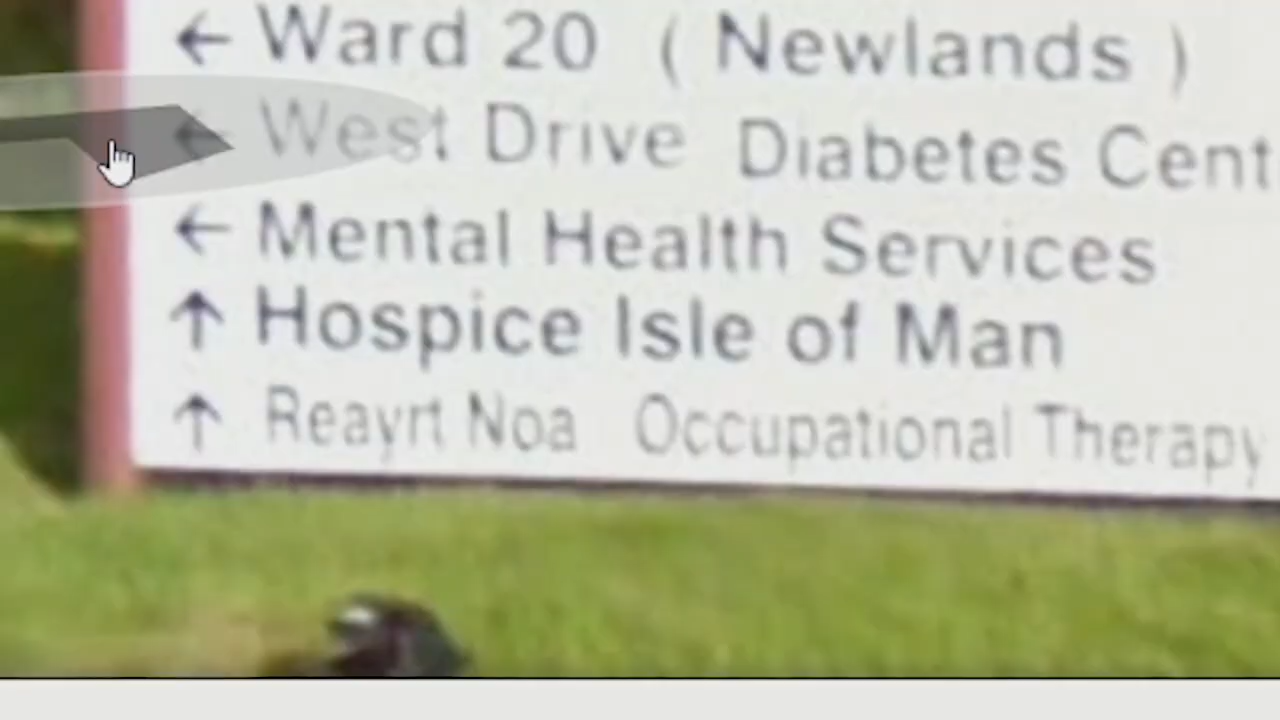 ← Ward 20 ( Newlands )
← West Drive Diabetes Cent
← Mental Health Services
↑ Hospice Isle of Man
↑ Reayrt Noa Occupational Therapy